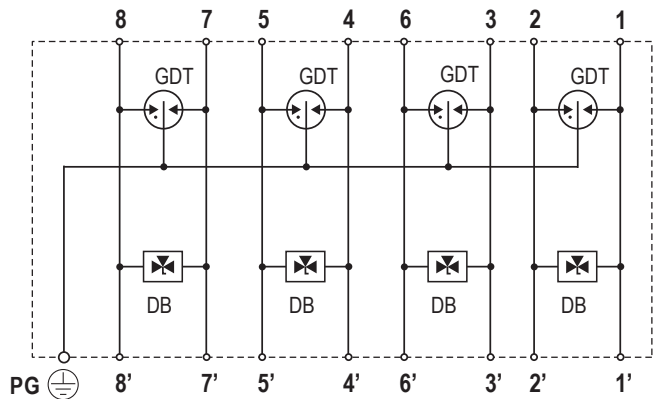 8 7 5 4 6 3 2 1
GDT GDT GDT GDT
DB DB DB DB
PG 8’ 7’ 5’ 4’ 6’ 3’ 2’ 1’